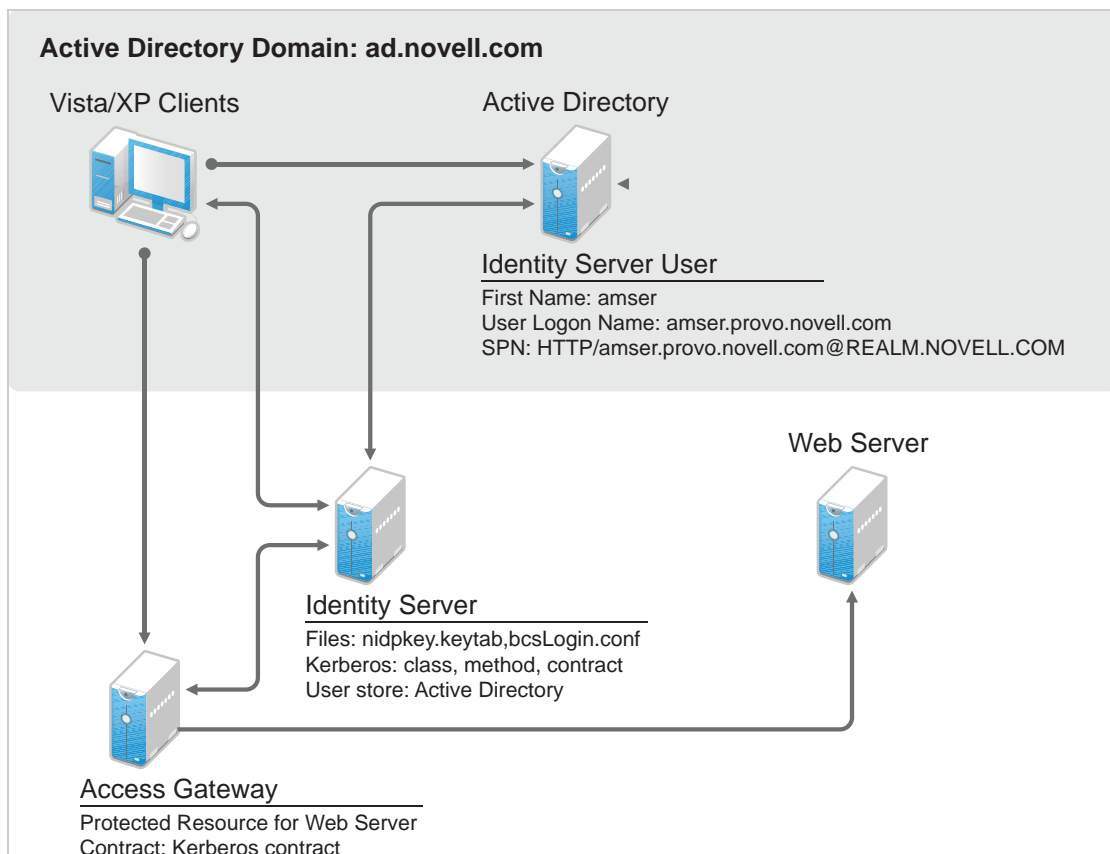 Active Directory Domain: ad.novell.com
Vista/XP Clients
Active Directory
Identity Server User
First Name: amser
User Logon Name: amser.provo.novell.com
SPN: HTTP/amser.provo.novell.com@REALM.NOVELL.COM
Web Server
Identity Server
Files: nidpkey.keytab,bcsLogin.conf
Kerberos: class, method, contract
User store: Active Directory
Access Gateway
Protected Resource for Web Server
Contract: Kerberos contract